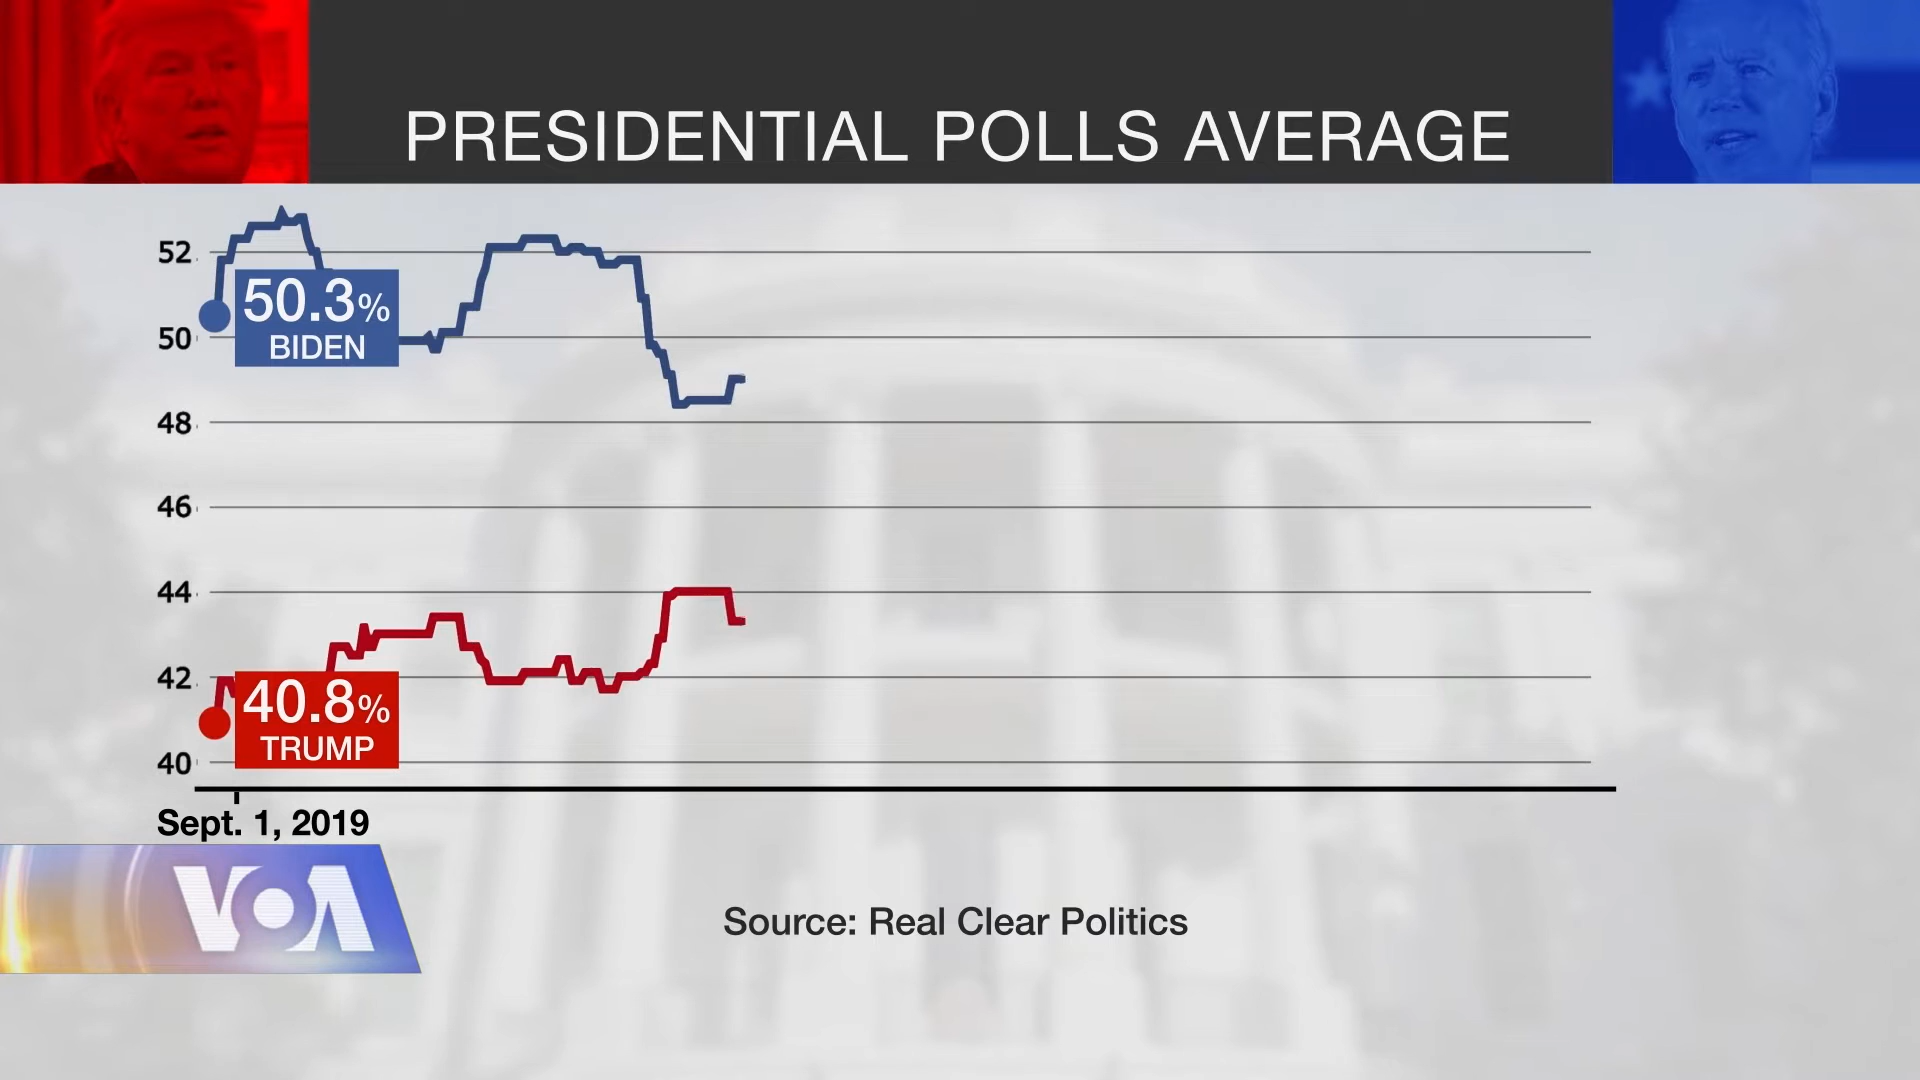 PRESIDENTIAL POLLS AVERAGE
52
50.3%
BIDEN
50
48
46
44
42
40.8%
TRUMP
40
Sept. 1, 2019
VOA
Source: Real Clear Politics